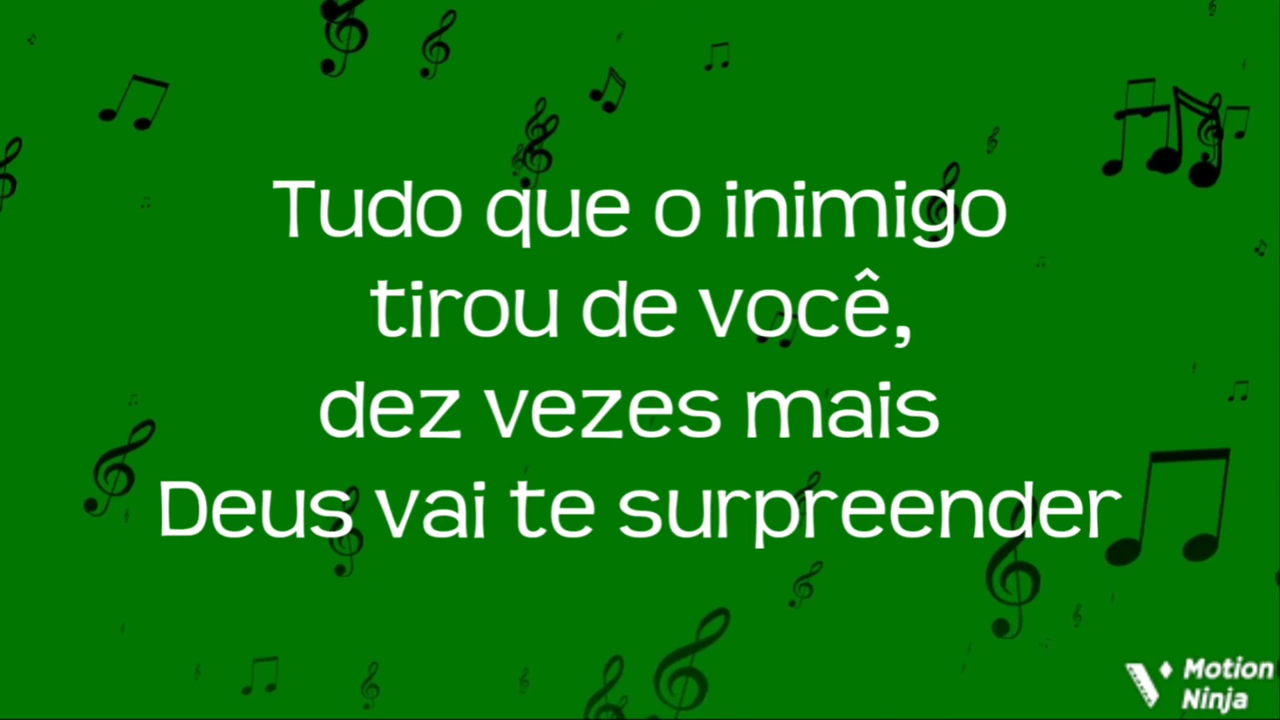 Tudo que o inimigo
tirou de você,
dez vezes mais
Deus vai te surpreender
Motion
Ninja